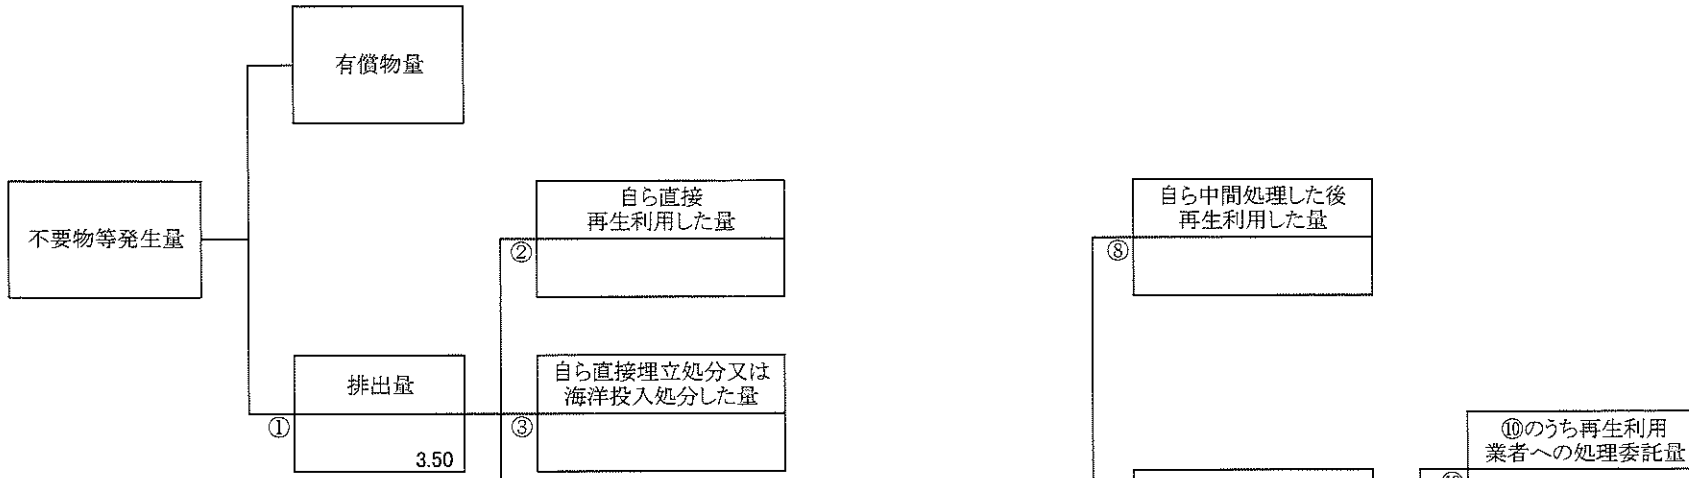 有償物量
不要物等発生量
自ら直接
再生利用した量
②
自ら中間処理した後
再生利用した量
⑧
排出量
①
3.50
自ら直接埋立処分又は
海洋投入処分した量
③
⑩のうち再生利用
業者への処理委託量